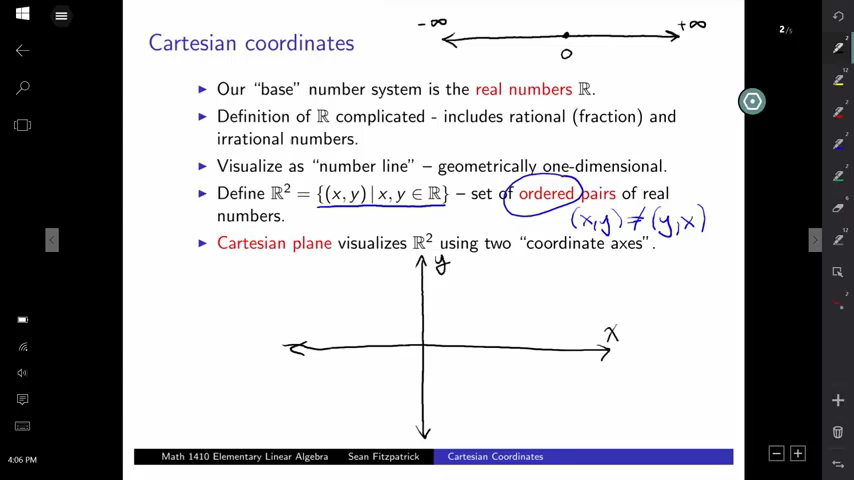 -∞ +∞
2/5
Cartesian coordinates
0
Our “base” number system is the real numbers ℝ.
Definition of ℝ complicated - includes rational (fraction) and
irrational numbers.
Visualize as “number line” – geometrically one-dimensional.
Define ℝ² = {(x, y) | x, y ∈ ℝ} – set of ordered pairs of real
numbers.
(x,y) ≠ (y,x)
Cartesian plane visualizes ℝ² using two “coordinate axes”.
y
x
4:06 PM
Math 1410 Elementary Linear Algebra Sean Fitzpatrick Cartesian Coordinates